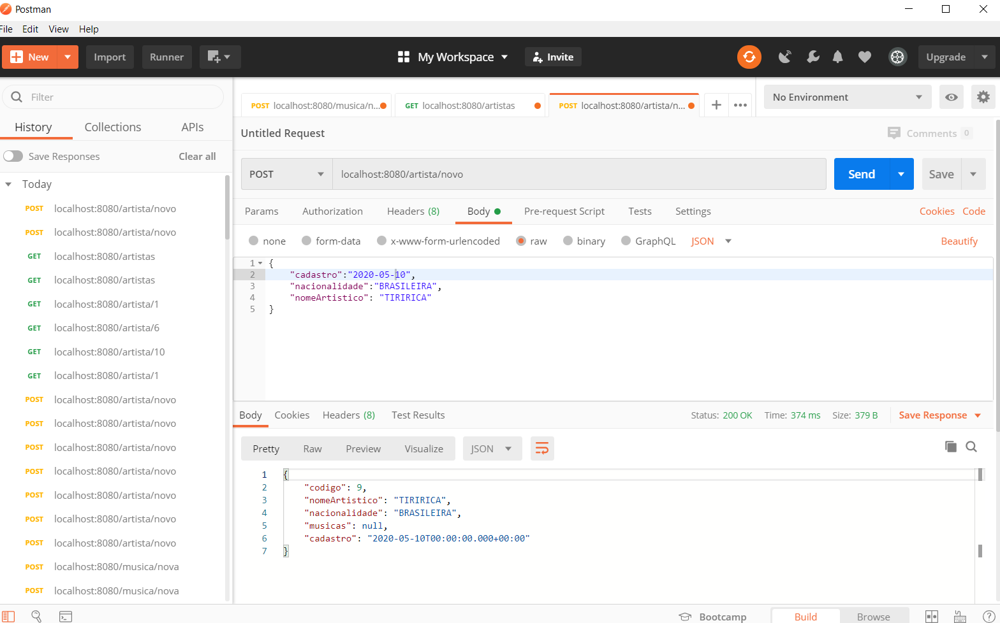 Postman
File Edit View Help
New Import Runner My Workspace Invite Upgrade
Filter
History Collections APIs
Save Responses Clear all
Today
POST localhost:8080/artista/novo
POST localhost:8080/artista/novo
GET localhost:8080/artistas
GET localhost:8080/artistas
GET localhost:8080/artista/1
GET localhost:8080/artista/6
GET localhost:8080/artista/10
GET localhost:8080/artista/1
POST localhost:8080/artista/novo
POST localhost:8080/artista/novo
POST localhost:8080/artista/novo
POST localhost:8080/artista/novo
POST localhost:8080/artista/novo
POST localhost:8080/artista/novo
POST localhost:8080/artista/novo
POST localhost:8080/musica/nova
POST localhost:8080/musica/nova
POST localhost:8080/musica/n... GET localhost:8080/artistas POST localhost:8080/artista/n... No Environment
Untitled Request Comments 0
POST localhost:8080/artista/novo Send Save
Params Authorization Headers (8) Body Pre-request Script Tests Settings Cookies Code
none form-data x-www-form-urlencoded raw binary GraphQL JSON Beautify
1 {
2 "cadastro":"2020-05-10",
3 "nacionalidade":"BRASILEIRA",
4 "nomeArtistico": "TIRIRICA"
5 }
Body Cookies Headers (8) Test Results Status: 200 OK Time: 374 ms Size: 379 B Save Response
Pretty Raw Preview Visualize JSON
1 {
2 "codigo": 9,
3 "nomeArtistico": "TIRIRICA",
4 "nacionalidade": "BRASILEIRA",
5 "musicas": null,
6 "cadastro": "2020-05-10T00:00:00.000+00:00"
7 }
Bootcamp Build Browse